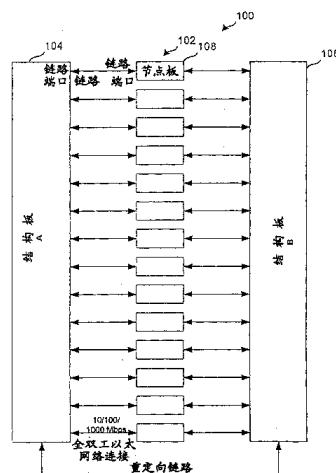 100
104
102
108
106
链路
端口
链路
链路
端口
节点板
结构板
A
结构板
B
10/100/
1000 Mbps
全双工以太
网络连接
重定向链路